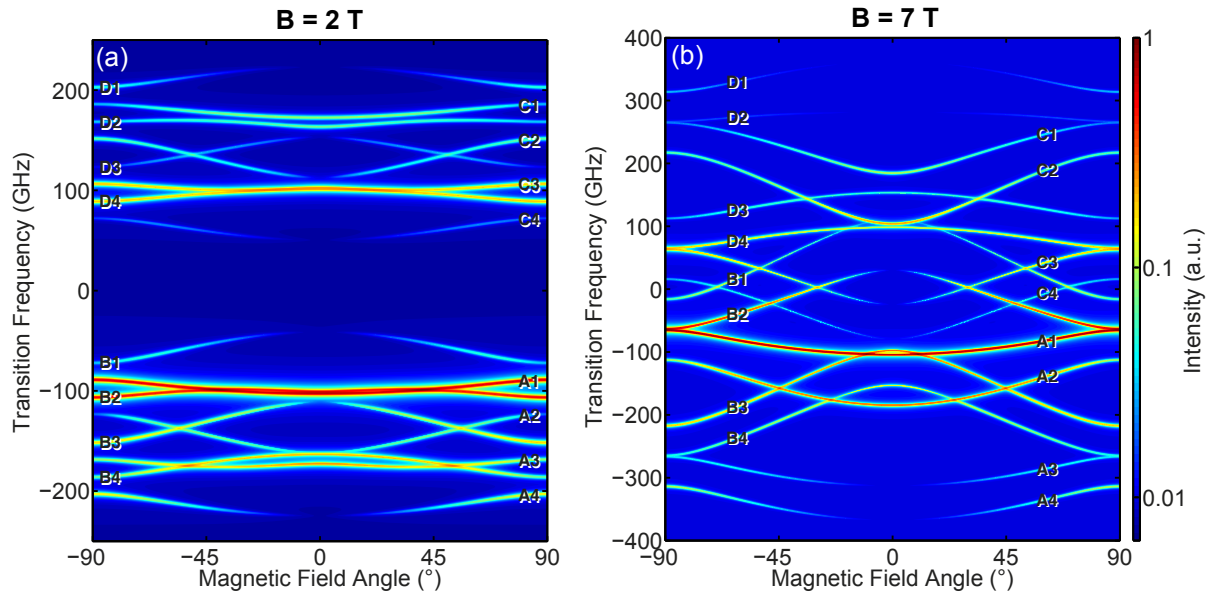 B = 2 T
B = 7 T
(a)
D1
D2
D3
D4
C1
C2
C3
C4
B1
B2
B3
B4
A1
A2
A3
A4
200
100
0
−100
−200
−90
−45
0
45
90
Transition Frequency (GHz)
Magnetic Field Angle (°)
(b)
D1
D2
D3
D4
B1
B2
B3
B4
C1
C2
C3
C4
A1
A2
A3
A4
400
300
200
100
0
−100
−200
−300
−400
−90
−45
0
45
90
Transition Frequency (GHz)
Magnetic Field Angle (°)
1
0.1
0.01
Intensity (a.u.)